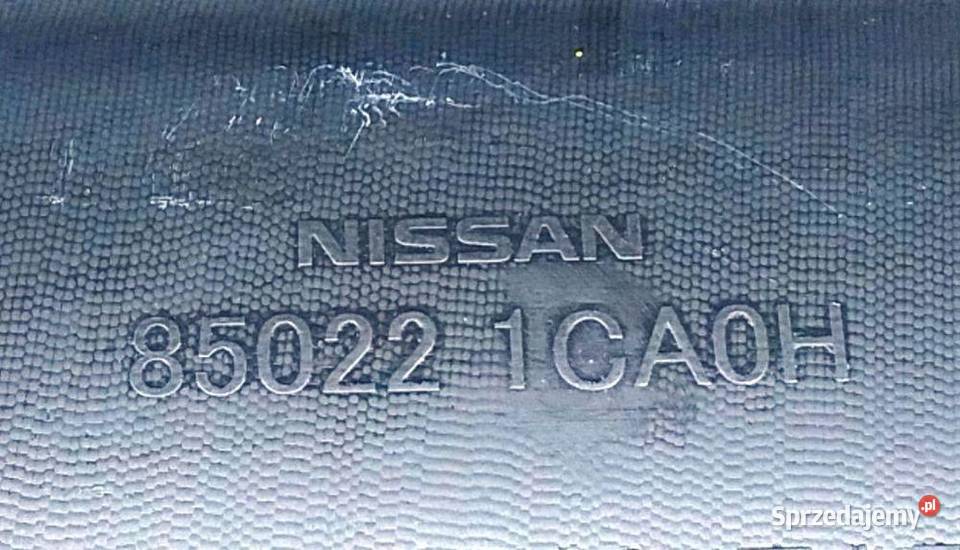 NISSAN
85022 1CA0H
Sprzedajemy.pl